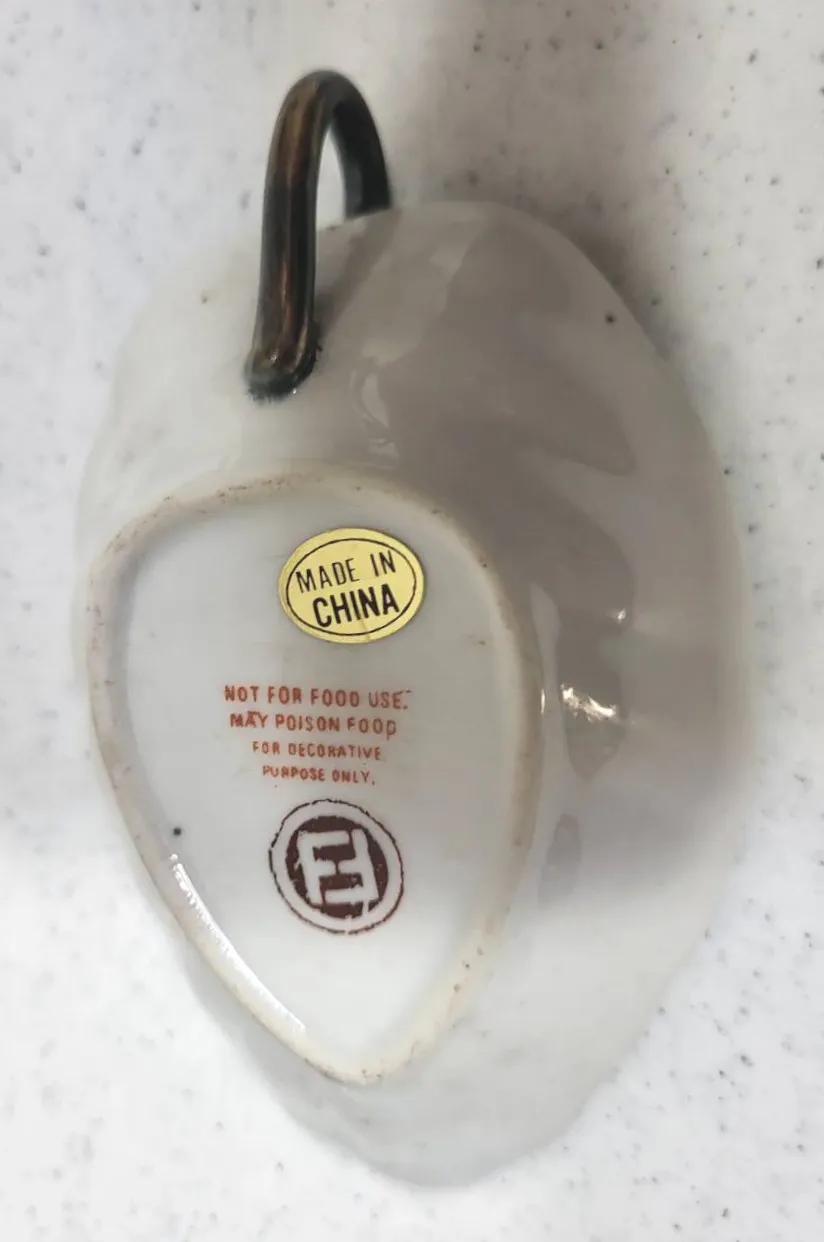 MADE IN
CHINA
NOT FOR FOOD USE.
MAY POISON FOOD
FOR DECORATIVE
PURPOSE ONLY.